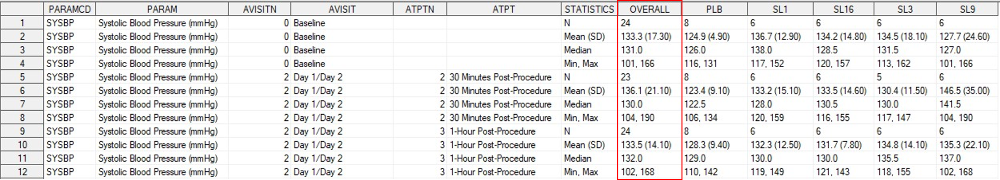 PARAMCD PARAM AVISITN AVISIT ATPTN ATPT STATISTICS OVERALL PLB SL1 SL16 SL3 SL9
1 SYSBP Systolic Blood Pressure (mmHg) 0 Baseline N 24 8 6 6 6 6
2 SYSBP Systolic Blood Pressure (mmHg) 0 Baseline Mean (SD) 133.3 (17.30) 124.9 (4.90) 136.7 (12.90) 134.2 (14.80) 134.5 (18.10) 127.7 (24.60)
3 SYSBP Systolic Blood Pressure (mmHg) 0 Baseline Median 131.0 126.0 138.0 128.5 131.5 127.0
4 SYSBP Systolic Blood Pressure (mmHg) 0 Baseline Min, Max 101, 166 116, 131 117, 152 120, 157 113, 162 101, 166
5 SYSBP Systolic Blood Pressure (mmHg) 2 Day 1/Day 2 2 30 Minutes Post-Procedure N 23 8 6 6 5 6
6 SYSBP Systolic Blood Pressure (mmHg) 2 Day 1/Day 2 2 30 Minutes Post-Procedure Mean (SD) 136.1 (21.10) 123.4 (9.10) 133.2 (15.10) 133.5 (14.60) 130.4 (11.50) 146.5 (35.00)
7 SYSBP Systolic Blood Pressure (mmHg) 2 Day 1/Day 2 2 30 Minutes Post-Procedure Median 130.0 122.5 128.0 130.5 130.0 141.5
8 SYSBP Systolic Blood Pressure (mmHg) 2 Day 1/Day 2 2 30 Minutes Post-Procedure Min, Max 104, 190 106, 134 120, 159 116, 155 117, 147 104, 190
9 SYSBP Systolic Blood Pressure (mmHg) 2 Day 1/Day 2 3 1-Hour Post-Procedure N 24 8 6 6 6 6
10 SYSBP Systolic Blood Pressure (mmHg) 2 Day 1/Day 2 3 1-Hour Post-Procedure Mean (SD) 133.5 (14.10) 128.3 (9.40) 132.3 (12.50) 131.7 (7.80) 134.8 (14.10) 135.3 (22.10)
11 SYSBP Systolic Blood Pressure (mmHg) 2 Day 1/Day 2 3 1-Hour Post-Procedure Median 132.0 129.0 130.0 130.0 135.5 137.0
12 SYSBP Systolic Blood Pressure (mmHg) 2 Day 1/Day 2 3 1-Hour Post-Procedure Min, Max 102, 168 110, 142 119, 149 121, 143 118, 155 102, 168